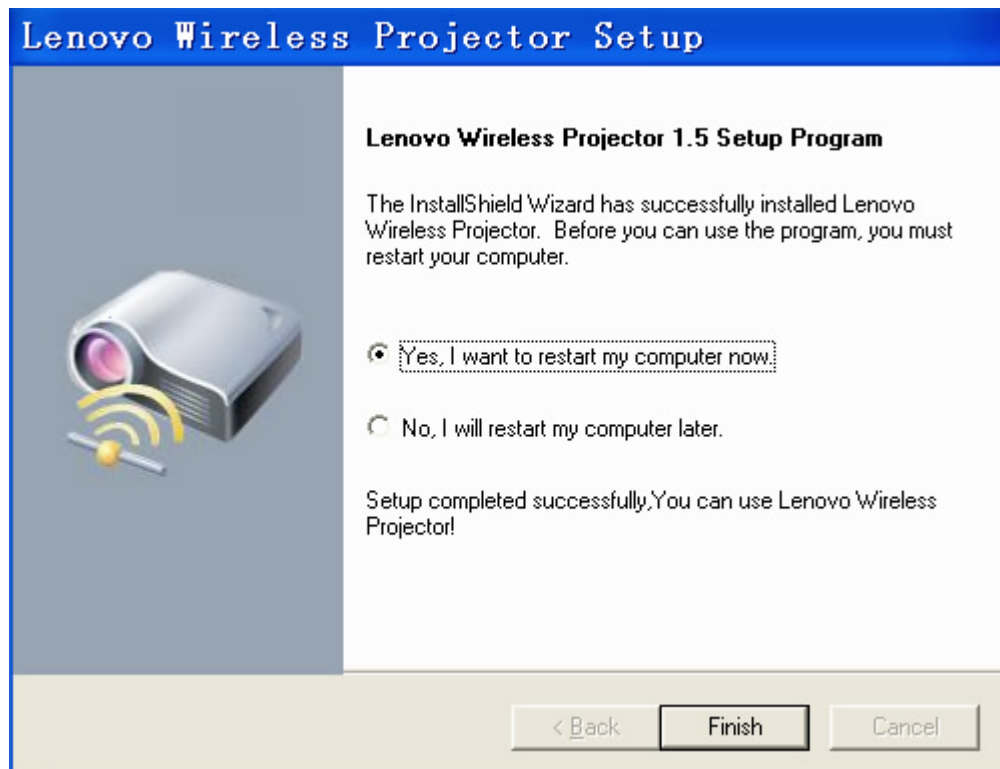 Lenovo Wireless Projector Setup
Lenovo Wireless Projector 1.5 Setup Program
The InstallShield Wizard has successfully installed Lenovo
Wireless Projector.  Before you can use the program, you must
restart your computer.
Yes, I want to restart my computer now.
No, I will restart my computer later.
Setup completed successfully,You can use Lenovo Wireless
Projector!
< Back
Finish
Cancel